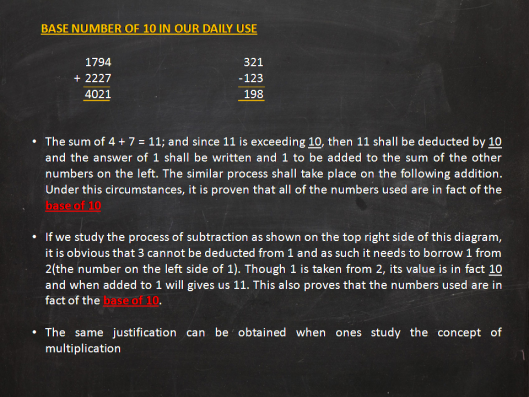 BASE NUMBER OF 10 IN OUR DAILY USE
1794 321
+ 2227 -123
4021 198
• The sum of 4 + 7 = 11; and since 11 is exceeding 10, then 11 shall be deducted by 10
and the answer of 1 shall be written and 1 to be added to the sum of the other
numbers on the left. The similar process shall take place on the following addition.
Under this circumstances, it is proven that all of the numbers used are in fact of the
base of 10
• If we study the process of subtraction as shown on the top right side of this diagram,
it is obvious that 3 cannot be deducted from 1 and as such it needs to borrow 1 from
2(the number on the left side of 1). Though 1 is taken from 2, its value is in fact 10
and when added to 1 will gives us 11. This also proves that the numbers used are in
fact of the base of 10.
• The same justification can be obtained when ones study the concept of
multiplication